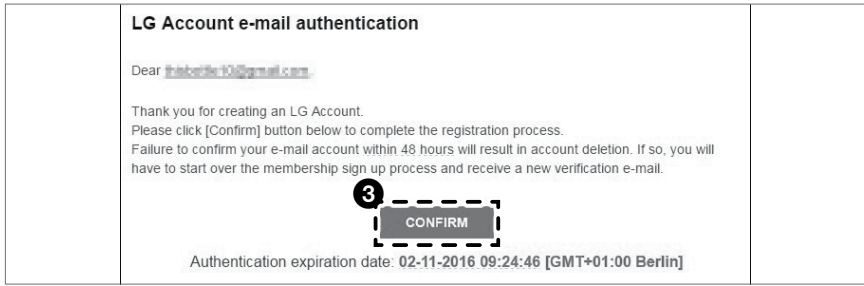 LG Account e-mail authentication
Dear
Thank you for creating an LG Account.
Please click [Confirm] button below to complete the registration process.
Failure to confirm your e-mail account within 48 hours will result in account deletion. If so, you will
have to start over the membership sign up process and receive a new verification e-mail.
3
CONFIRM
Authentication expiration date: 02-11-2016 09:24:46 [GMT+01:00 Berlin]